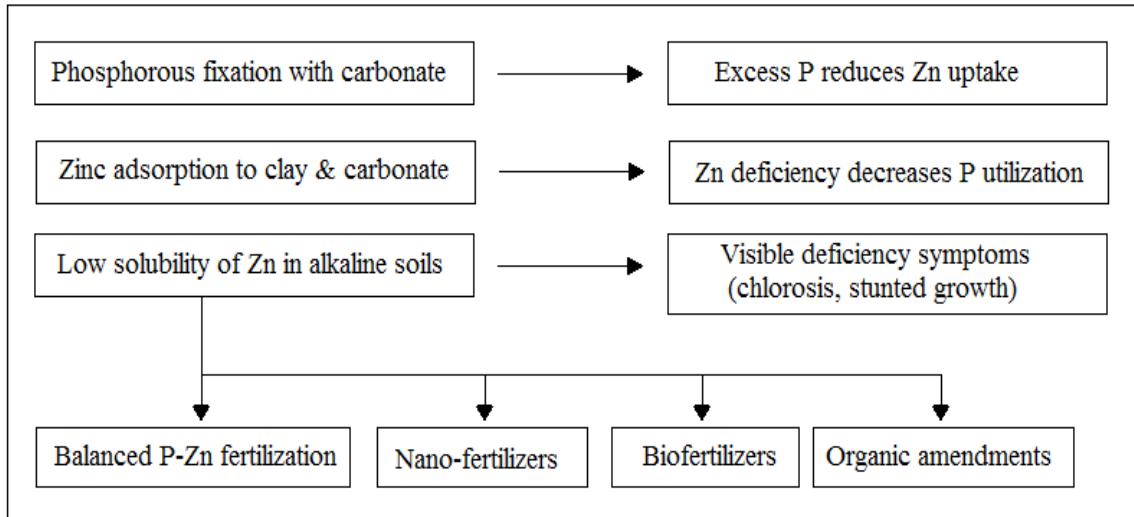 Phosphorous fixation with carbonate
Excess P reduces Zn uptake
Zinc adsorption to clay & carbonate
Zn deficiency decreases P utilization
Low solubility of Zn in alkaline soils
Visible deficiency symptoms
(chlorosis, stunted growth)
Balanced P-Zn fertilization
Nano-fertilizers
Biofertilizers
Organic amendments